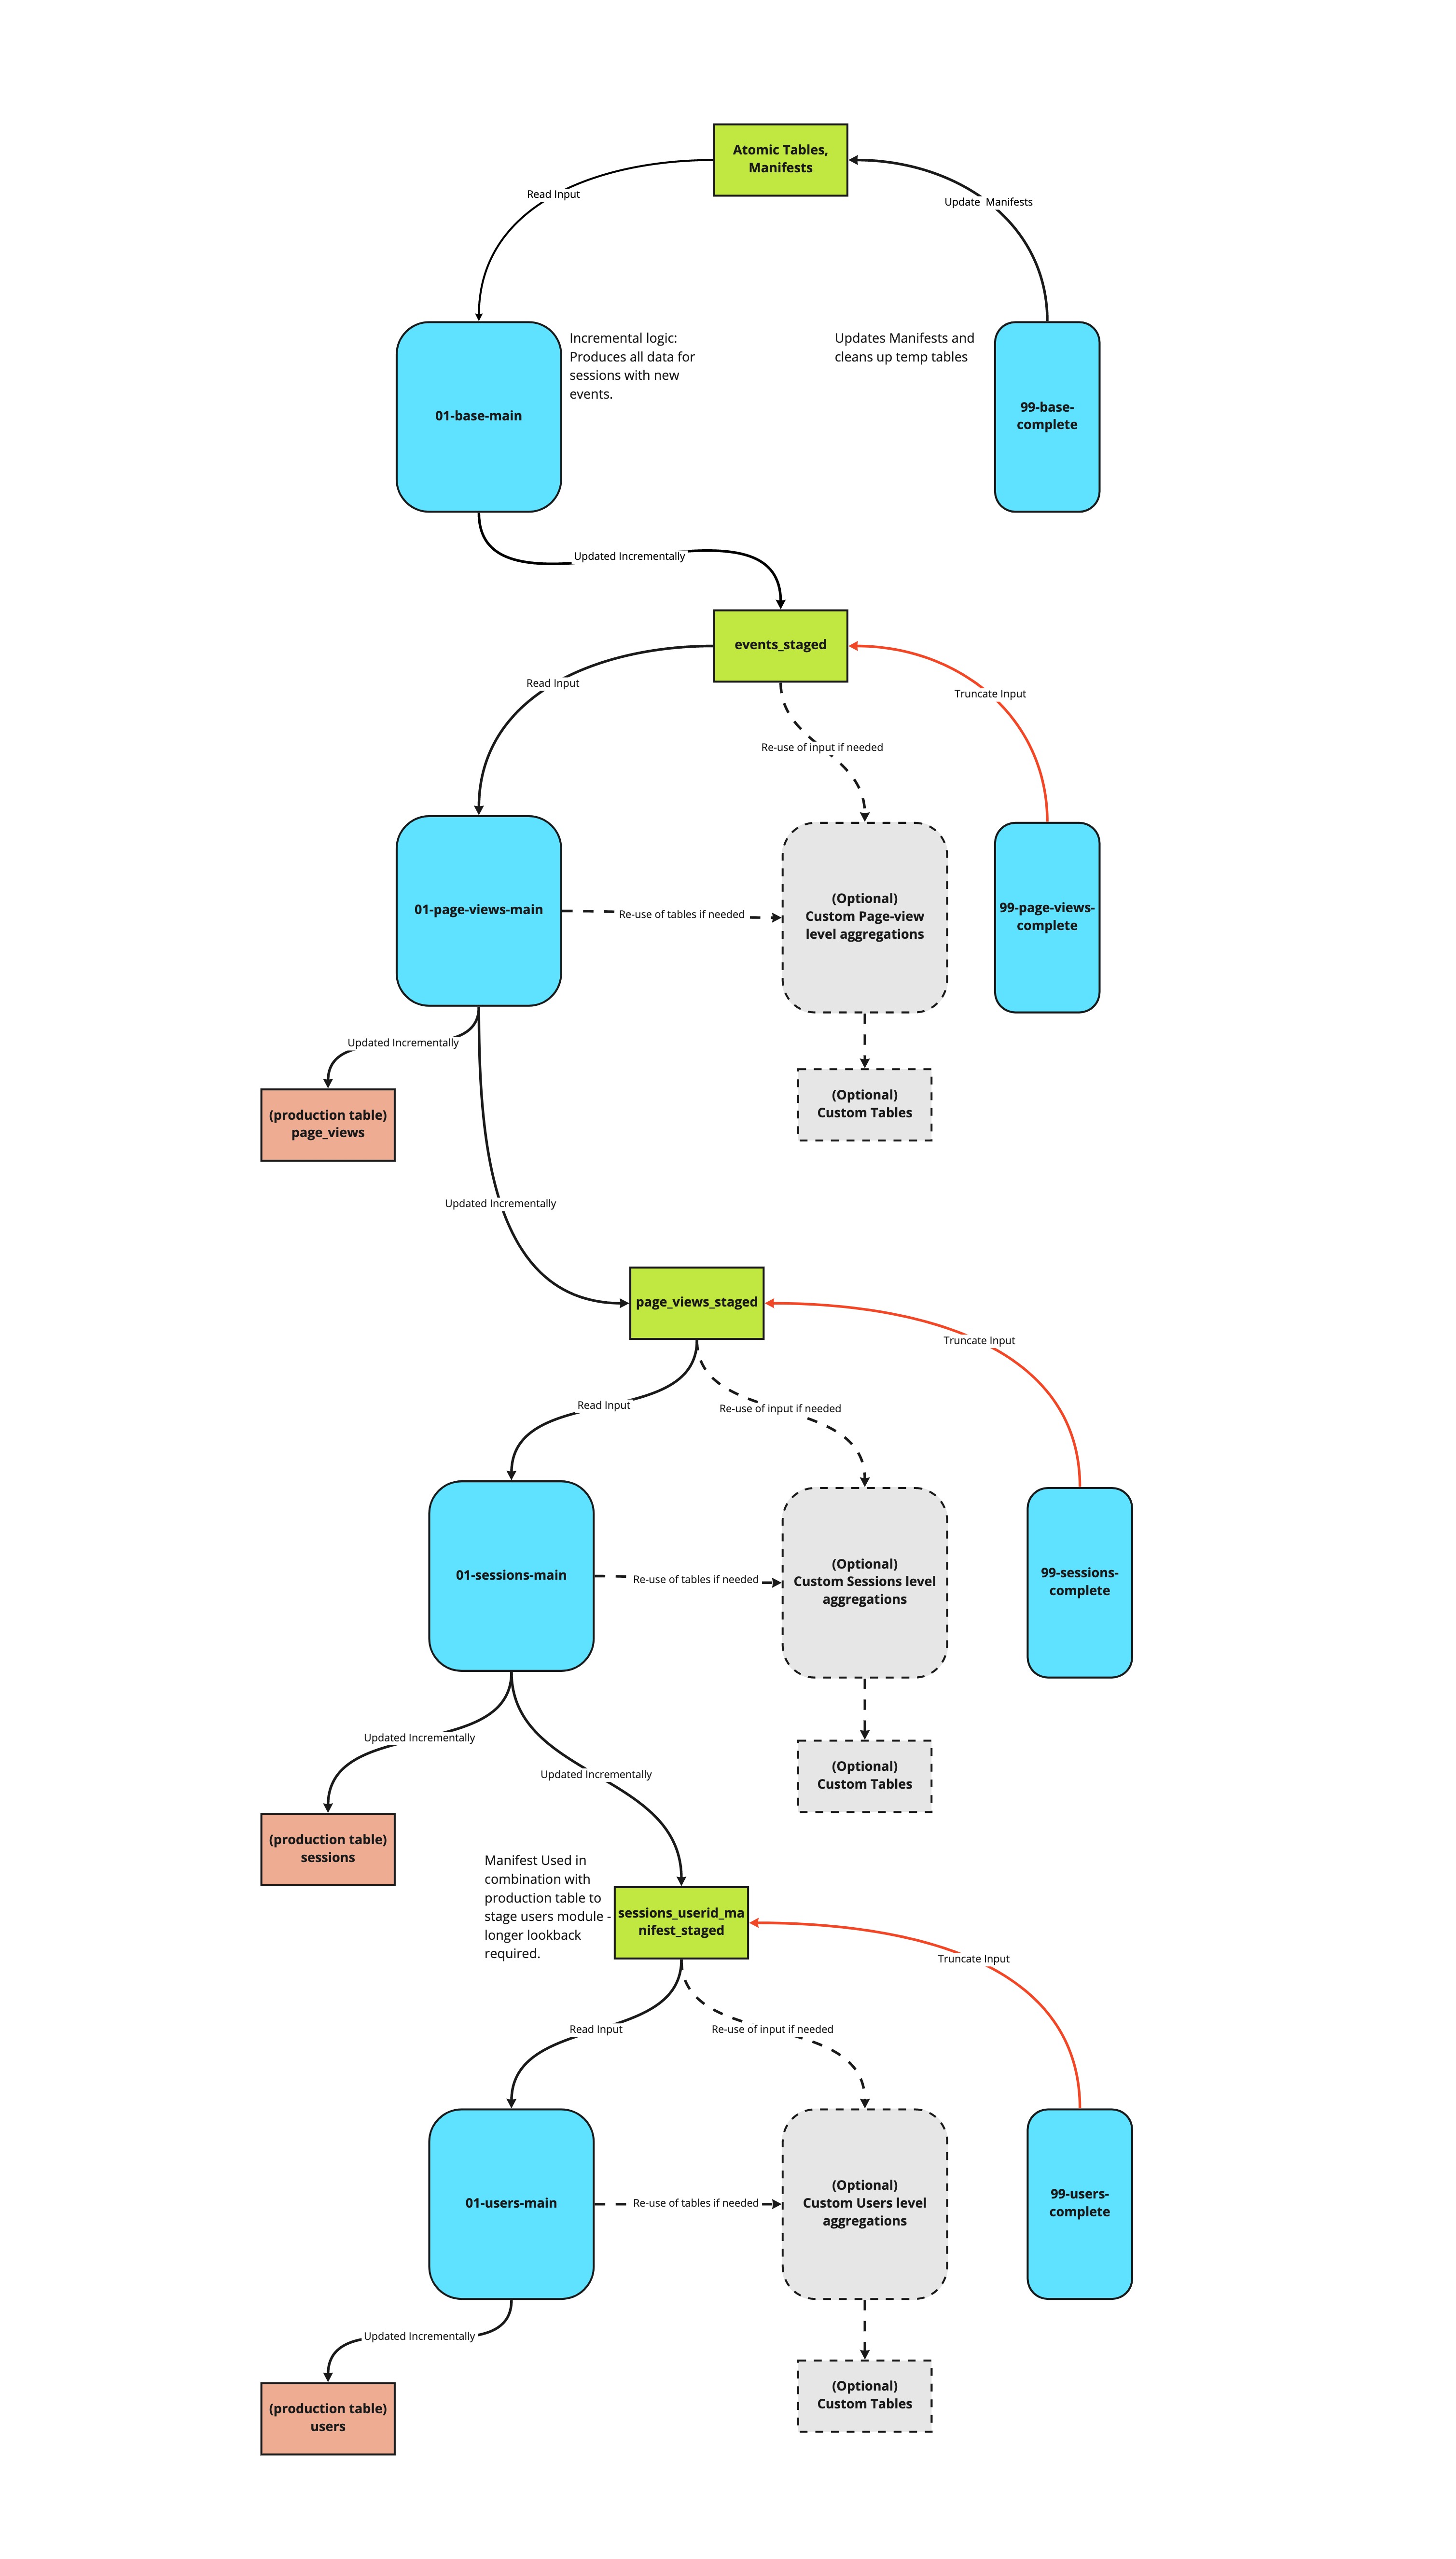 Atomic Tables,
Manifests
Read Input
Update  Manifests
Incremental logic:
Produces all data for
sessions with new
events.
Updates Manifests and
cleans up temp tables
01-base-main
99-base-
complete
Updated Incrementally
events_staged
Read Input
Truncate Input
Re-use of input if needed
01-page-views-main
Re-use of tables if needed
(Optional)
Custom Page-view
level aggregations
99-page-views-
complete
Updated Incrementally
(production table)
page_views
(Optional)
Custom Tables
Updated Incrementally
page_views_staged
Truncate Input
Read Input
Re-use of input if needed
01-sessions-main
Re-use of tables if needed
(Optional)
Custom Sessions level
aggregations
99-sessions-
complete
Updated Incrementally
Updated Incrementally
(Optional)
Custom Tables
(production table)
sessions
Manifest Used in
combination with
production table to
stage users module -
longer lookback
required.
sessions_userid_ma
nifest_staged
Truncate Input
Read Input
Re-use of input if needed
01-users-main
Re-use of tables if needed
(Optional)
Custom Users level
aggregations
99-users-
complete
Updated Incrementally
(production table)
users
(Optional)
Custom Tables